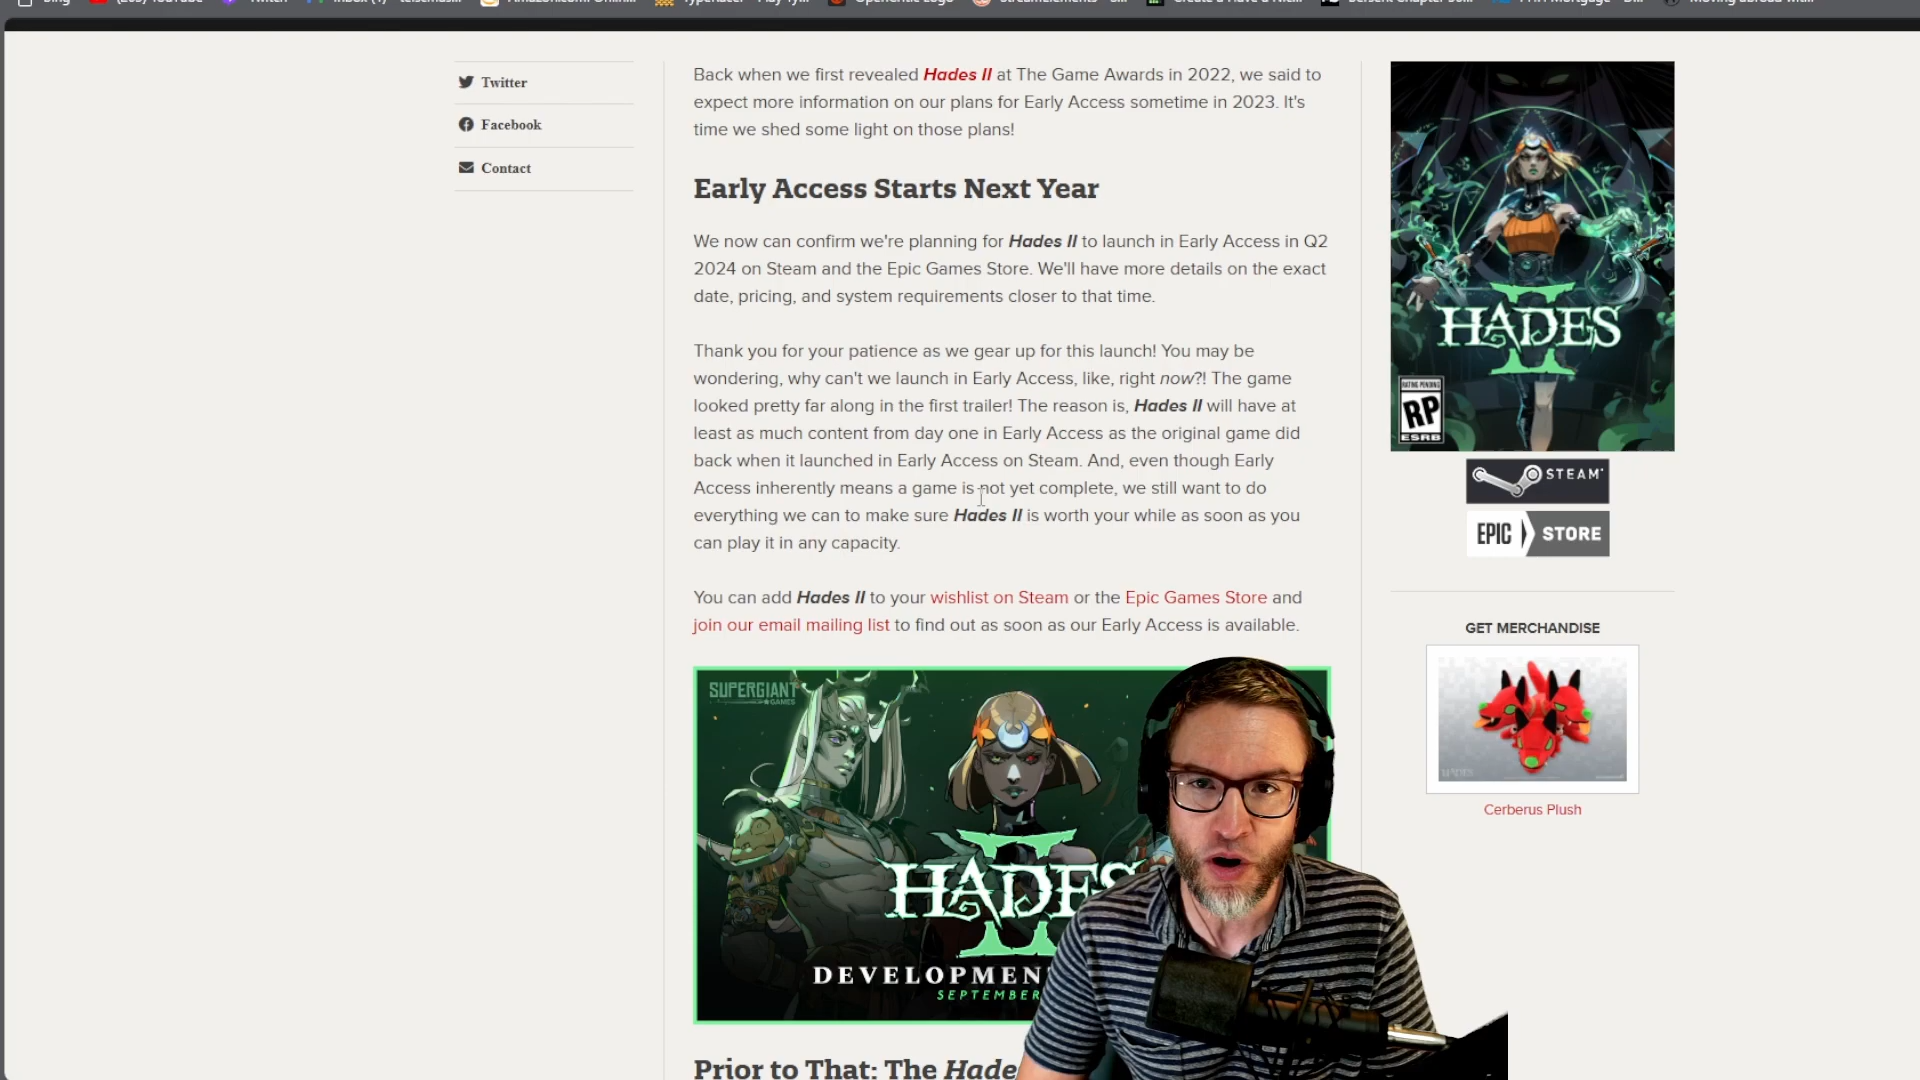 (203) YouTube
Twitch
Twitter
Facebook
Contact
Back when we first revealed Hades II at The Game Awards in 2022, we said to
expect more information on our plans for Early Access sometime in 2023. It's
time we shed some light on those plans!
Early Access Starts Next Year
We now can confirm we're planning for Hades II to launch in Early Access in Q2
2024 on Steam and the Epic Games Store. We'll have more details on the exact
date, pricing, and system requirements closer to that time.
Thank you for your patience as we gear up for this launch! You may be
wondering, why can't we launch in Early Access, like, right now?! The game
looked pretty far along in the first trailer! The reason is, Hades II will have at
least as much content from day one in Early Access as the original game did
back when it launched in Early Access on Steam. And, even though Early
Access inherently means a game is not yet complete, we still want to do
everything we can to make sure Hades II is worth your while as soon as you
can play it in any capacity.
You can add Hades II to your wishlist on Steam or the Epic Games Store and
join our email mailing list to find out as soon as our Early Access is available.
SUPERGIANT
GAMES
HADES
II
DEVELOPMEN
SEPTEMBER
Prior to That: The Hade
HADES
II
RATING PENDING
RP
ESRB
STEAM
EPIC STORE
GET MERCHANDISE
HADES
Cerberus Plush